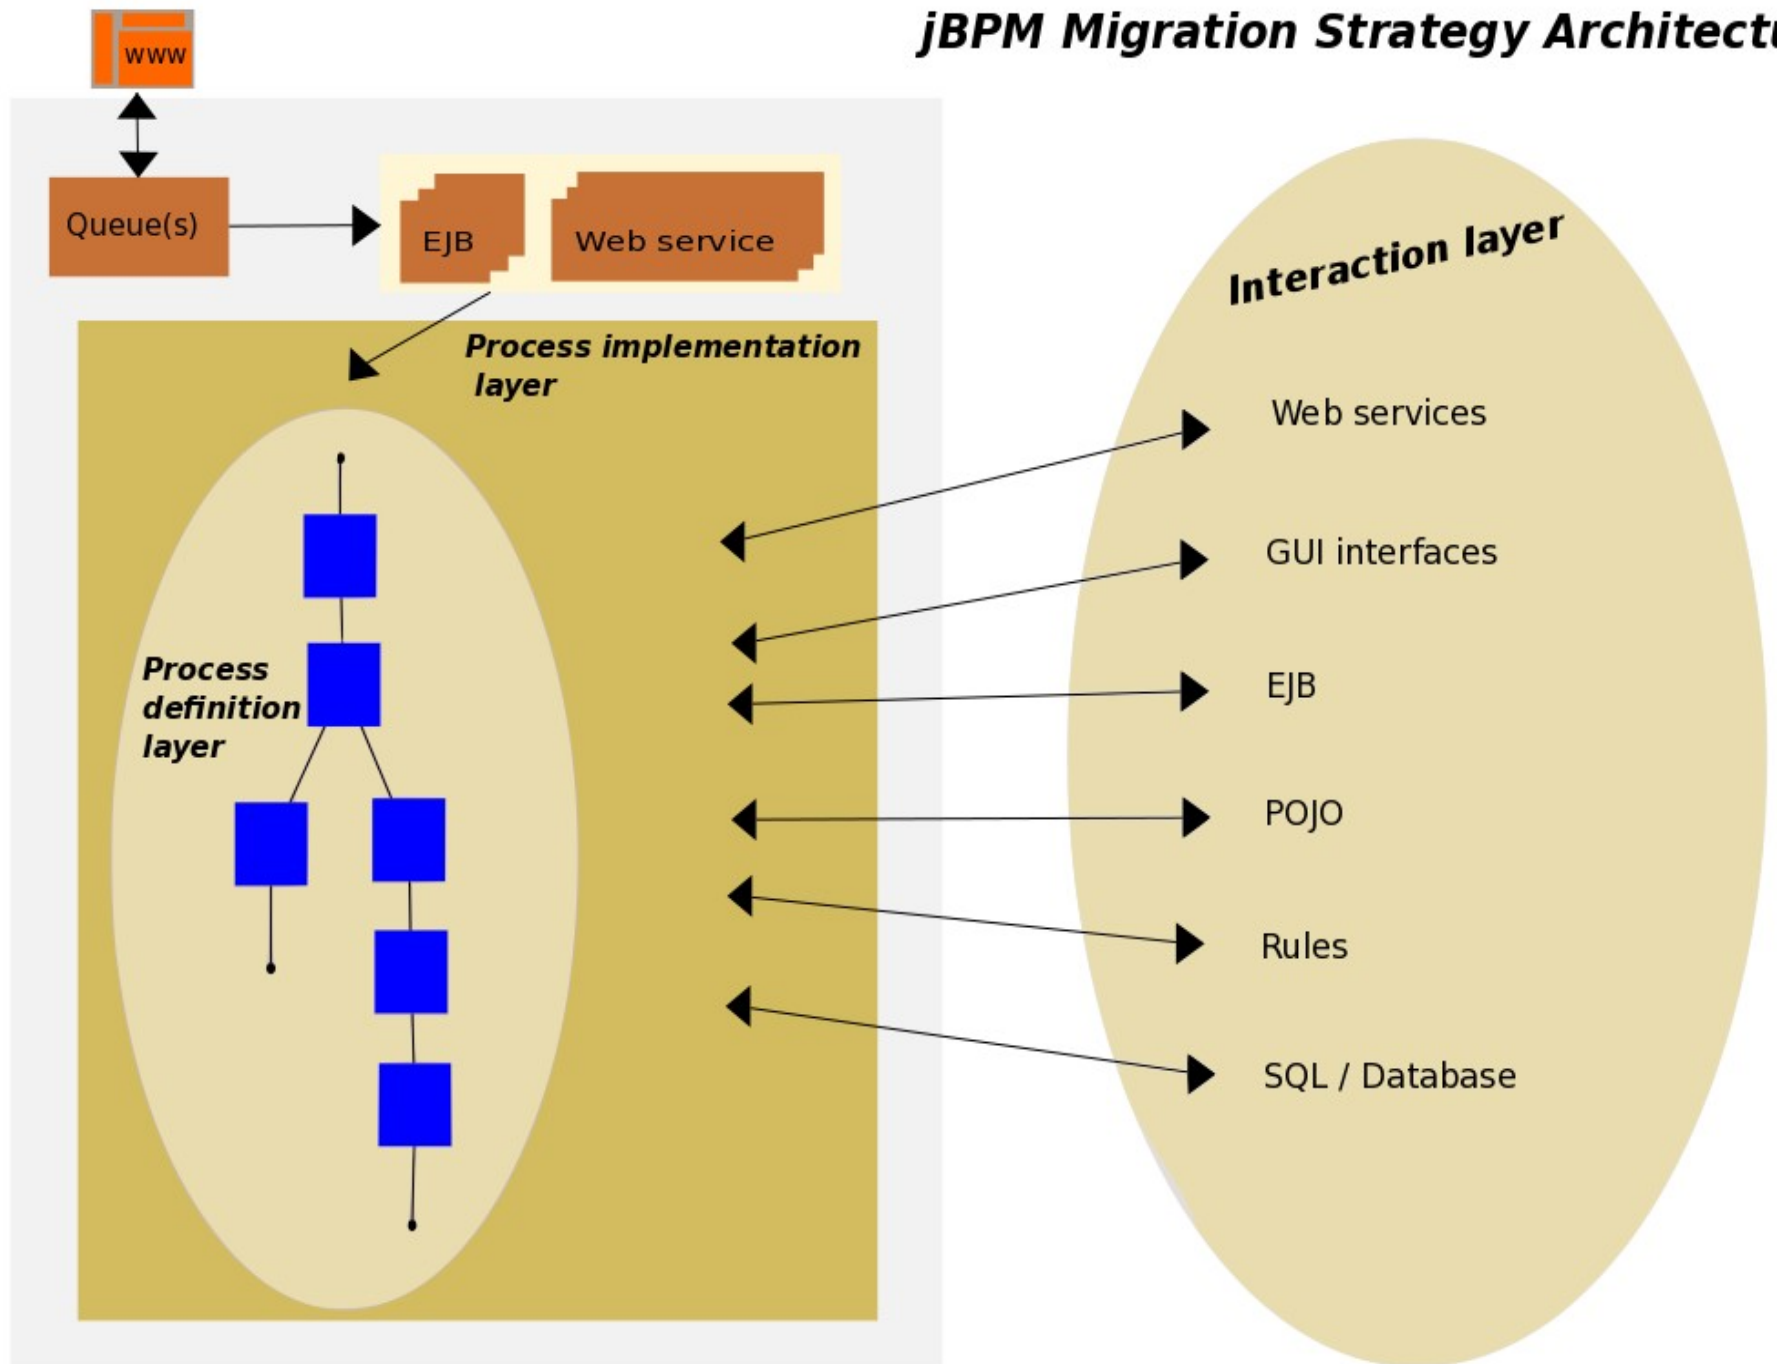 jBPM Migration Strategy Architectu
www
Queue(s)
EJB
Web service
Process implementation
layer
Process
definition
layer
Interaction layer
Web services
GUI interfaces
EJB
POJO
Rules
SQL / Database